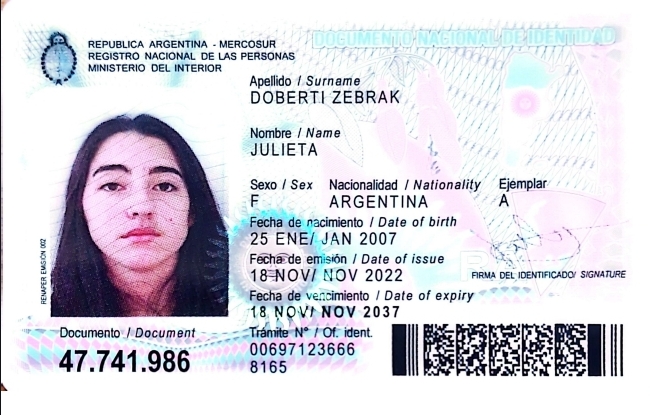 REPUBLICA ARGENTINA - MERCOSUR
REGISTRO NACIONAL DE LAS PERSONAS
MINISTERIO DEL INTERIOR
DOCUMENTO NACIONAL DE IDENTIDAD
Apellido / Surname
DOBERTI ZEBRAK
Nombre / Name
JULIETA
Sexo / Sex Nacionalidad / Nationality Ejemplar
F ARGENTINA A
Fecha de nacimiento / Date of birth
25 ENE/ JAN 2007
Fecha de emisión / Date of issue
18 NOV/ NOV 2022
FIRMA DEL IDENTIFICADO/ SIGNATURE
Fecha de vencimiento / Date of expiry
18 NOV/ NOV 2037
Documento / Document
47.741.986
Trámite N° / Of. ident.
00697123666
8165
RENAPER EMISION 002